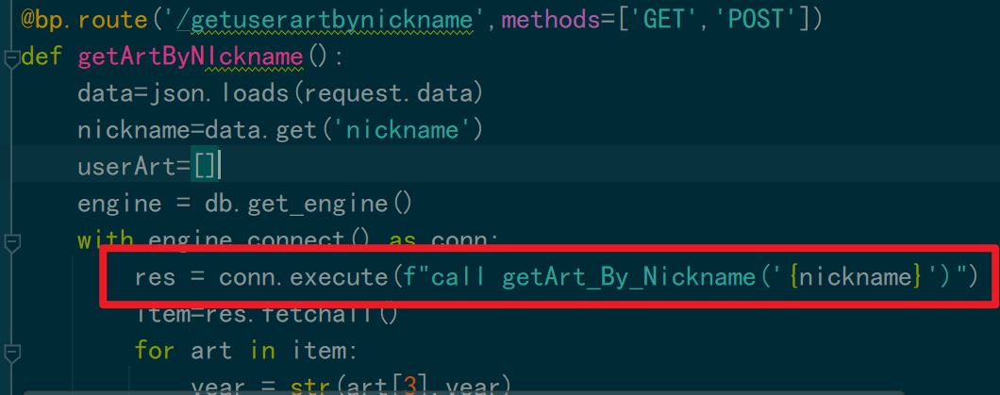 @bp.route('/getuserartbynickname',methods=['GET','POST'])
def getArtByNIckname():
data=json.loads(request.data)
nickname=data.get('nickname')
userArt=[]
engine = db.get_engine()
with engine.connect() as conn:
res = conn.execute(f"call getArt_By_Nickname('{nickname}')")
item=res.fetchall()
for art in item:
year = str(art[3].year)